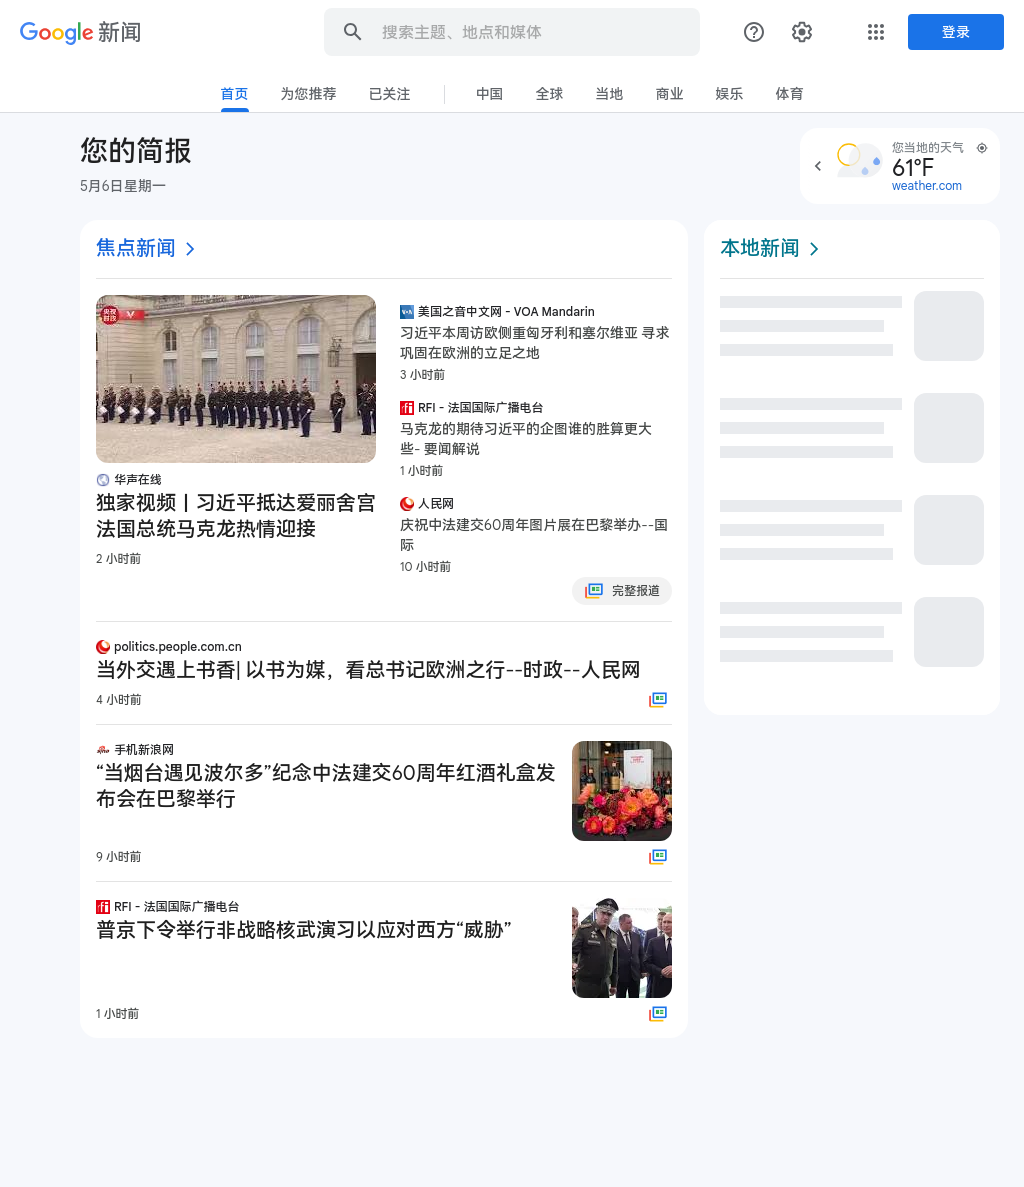 Google 新闻
搜索主题、地点和媒体
登录
首页
为您推荐
已关注
中国
全球
当地
商业
娱乐
体育
您的简报
5月6日星期一
您当地的天气
61°F
weather.com
焦点新闻
央视
时政
华声在线
独家视频丨习近平抵达爱丽舍宫
法国总统马克龙热情迎接
2 小时前
VOA
美国之音中文网 - VOA Mandarin
习近平本周访欧侧重匈牙利和塞尔维亚 寻求
巩固在欧洲的立足之地
3 小时前
rfi
RFI - 法国国际广播电台
马克龙的期待习近平的企图谁的胜算更大
些- 要闻解说
1 小时前
人民网
庆祝中法建交60周年图片展在巴黎举办--国
际
10 小时前
完整报道
politics.people.com.cn
当外交遇上书香| 以书为媒，看总书记欧洲之行--时政--人民网
4 小时前
手机新浪网
“当烟台遇见波尔多”纪念中法建交60周年红酒礼盒发
布会在巴黎举行
9 小时前
rfi
RFI - 法国国际广播电台
普京下令举行非战略核武演习以应对西方“威胁”
1 小时前
本地新闻